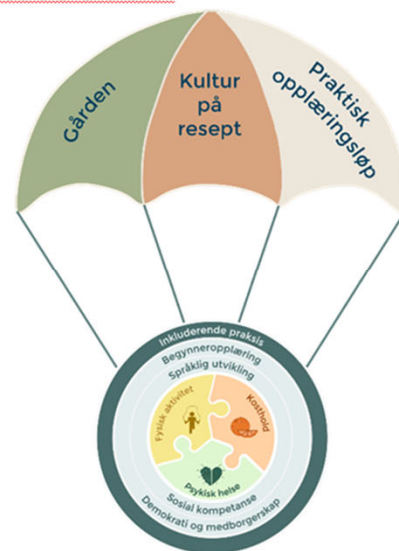 Gården
Kultur
på
resept
Praktisk
opplæringsløp
Inkluderende praksis
Begynneropplæring
Språklig utvikling
Fysisk aktivitet
Kosthold
Psykisk helse
Sosial kompetanse
Demokrati og medborgerskap